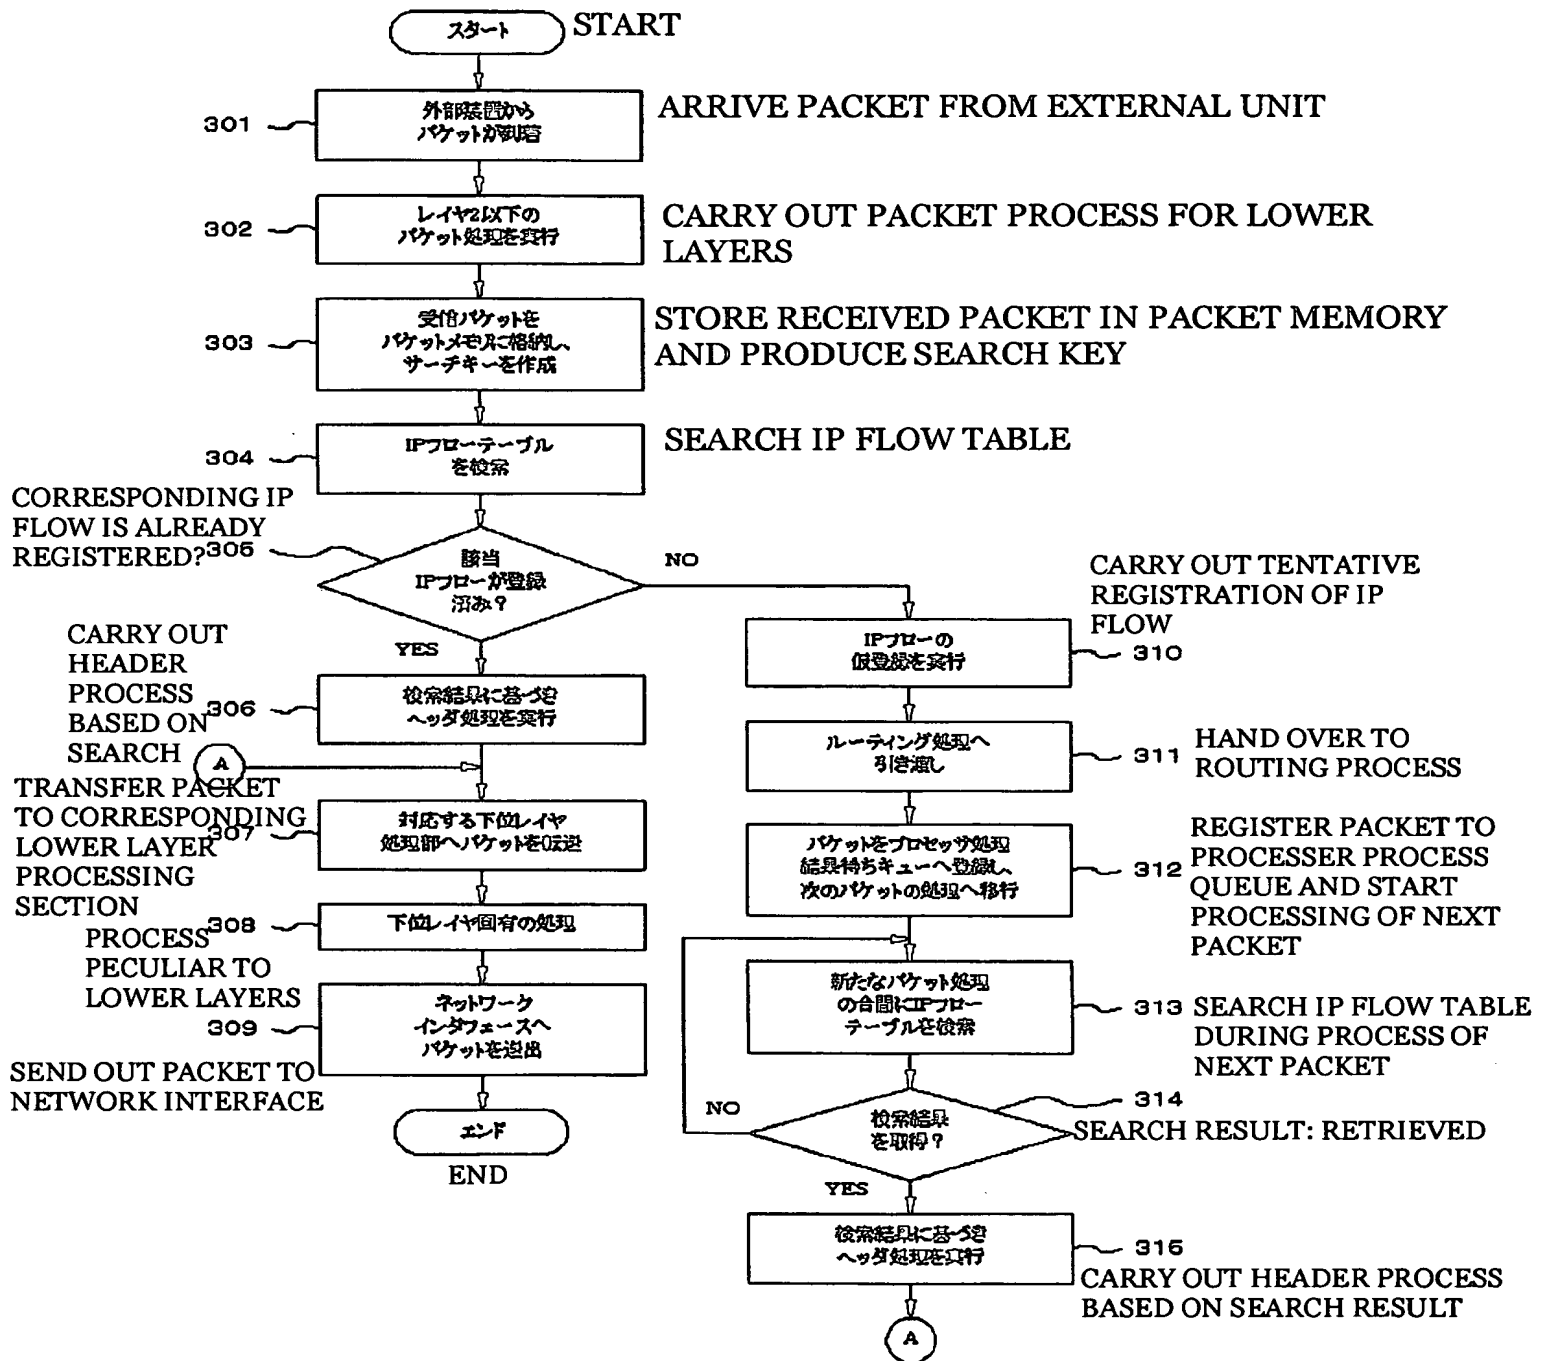 スタート
START
301
外部装置から
パケットが到着
ARRIVE PACKET FROM EXTERNAL UNIT
302
レイヤ2以下の
パケット処理を実行
CARRY OUT PACKET PROCESS FOR LOWER
LAYERS
303
受信パケットを
パケットメモリに格納し、
サーチキーを作成
STORE RECEIVED PACKET IN PACKET MEMORY
AND PRODUCE SEARCH KEY
304
IPフローテーブル
を検索
SEARCH IP FLOW TABLE
CORRESPONDING IP
FLOW IS ALREADY
REGISTERED?
305
該当
IPフローが登録
済み?
NO
YES
CARRY OUT
HEADER
PROCESS
BASED ON
SEARCH
306
検索結果に基づき
ヘッダ処理を実行
A
TRANSFER PACKET
TO CORRESPONDING
LOWER LAYER
PROCESSING
SECTION
307
対応する下位レイヤ
処理部へパケットを伝送
308
下位レイヤ固有の処理
PROCESS
PECULIAR TO
LOWER LAYERS
309
ネットワーク
インタフェースへ
パケットを送出
SEND OUT PACKET TO
NETWORK INTERFACE
エンド
END
CARRY OUT TENTATIVE
REGISTRATION OF IP
FLOW
IPフローの
仮登録を実行
310
ルーティング処理へ
引き渡し
311
HAND OVER TO
ROUTING PROCESS
パケットをプロセッサ処理
結果待ちキューへ登録し、
次のパケットの処理へ移行
312
REGISTER PACKET TO
PROCESSER PROCESS
QUEUE AND START
PROCESSING OF NEXT
PACKET
新たなパケット処理
の合間にIPフロー
テーブルを検索
313
SEARCH IP FLOW TABLE
DURING PROCESS OF
NEXT PACKET
NO
検索結果
を取得?
314
SEARCH RESULT: RETRIEVED
YES
検索結果に基づき
ヘッダ処理を実行
315
CARRY OUT HEADER PROCESS
BASED ON SEARCH RESULT
A